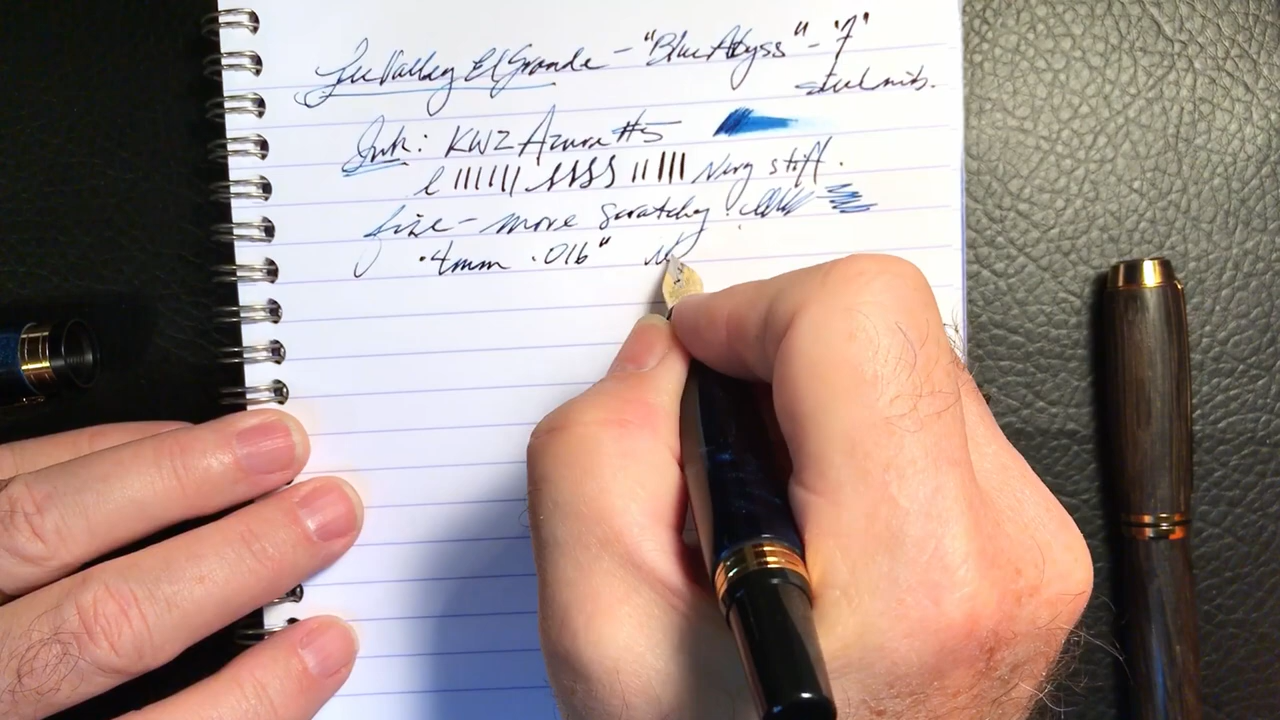 Lee Valley El Grande - "Blue Abyss" - 'F'
steel nib.
Ink: KWZ Azure #5
Very stiff.
fine - more scratchy!
.4mm .016"